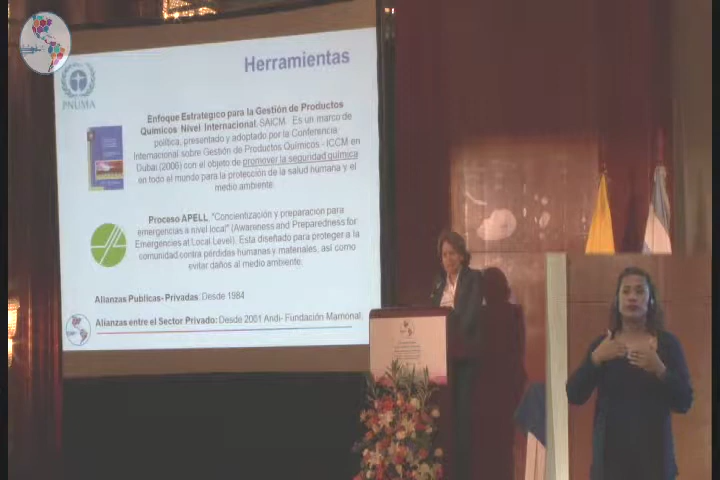 Herramientas
PNUMA
Enfoque Estrategico para la Gestión de Productos
Químicos Nivel Internacional. SAICM. Es un marco de
política, presentado y adoptado por la Conferencia
Internacional sobre Gestión de Productos Químicos - ICCM en
Dubai (2006) con el objeto de promover la seguridad química
en todo el mundo para la protección de la salud humana y el
medio ambiente.
Proceso APELL. "Concientización y preparación para
emergencias a nivel local" (Awareness and Preparedness for
Emergencies at Local Level). Esta diseñado para proteger a la
comunidad contra pérdidas humanas y materiales, así como
evitar daños al medio ambiente.
Alianzas Publicas- Privadas: Desde 1984
Alianzas entre el Sector Privado: Desde 2001 Andi- Fundación Mamonal.